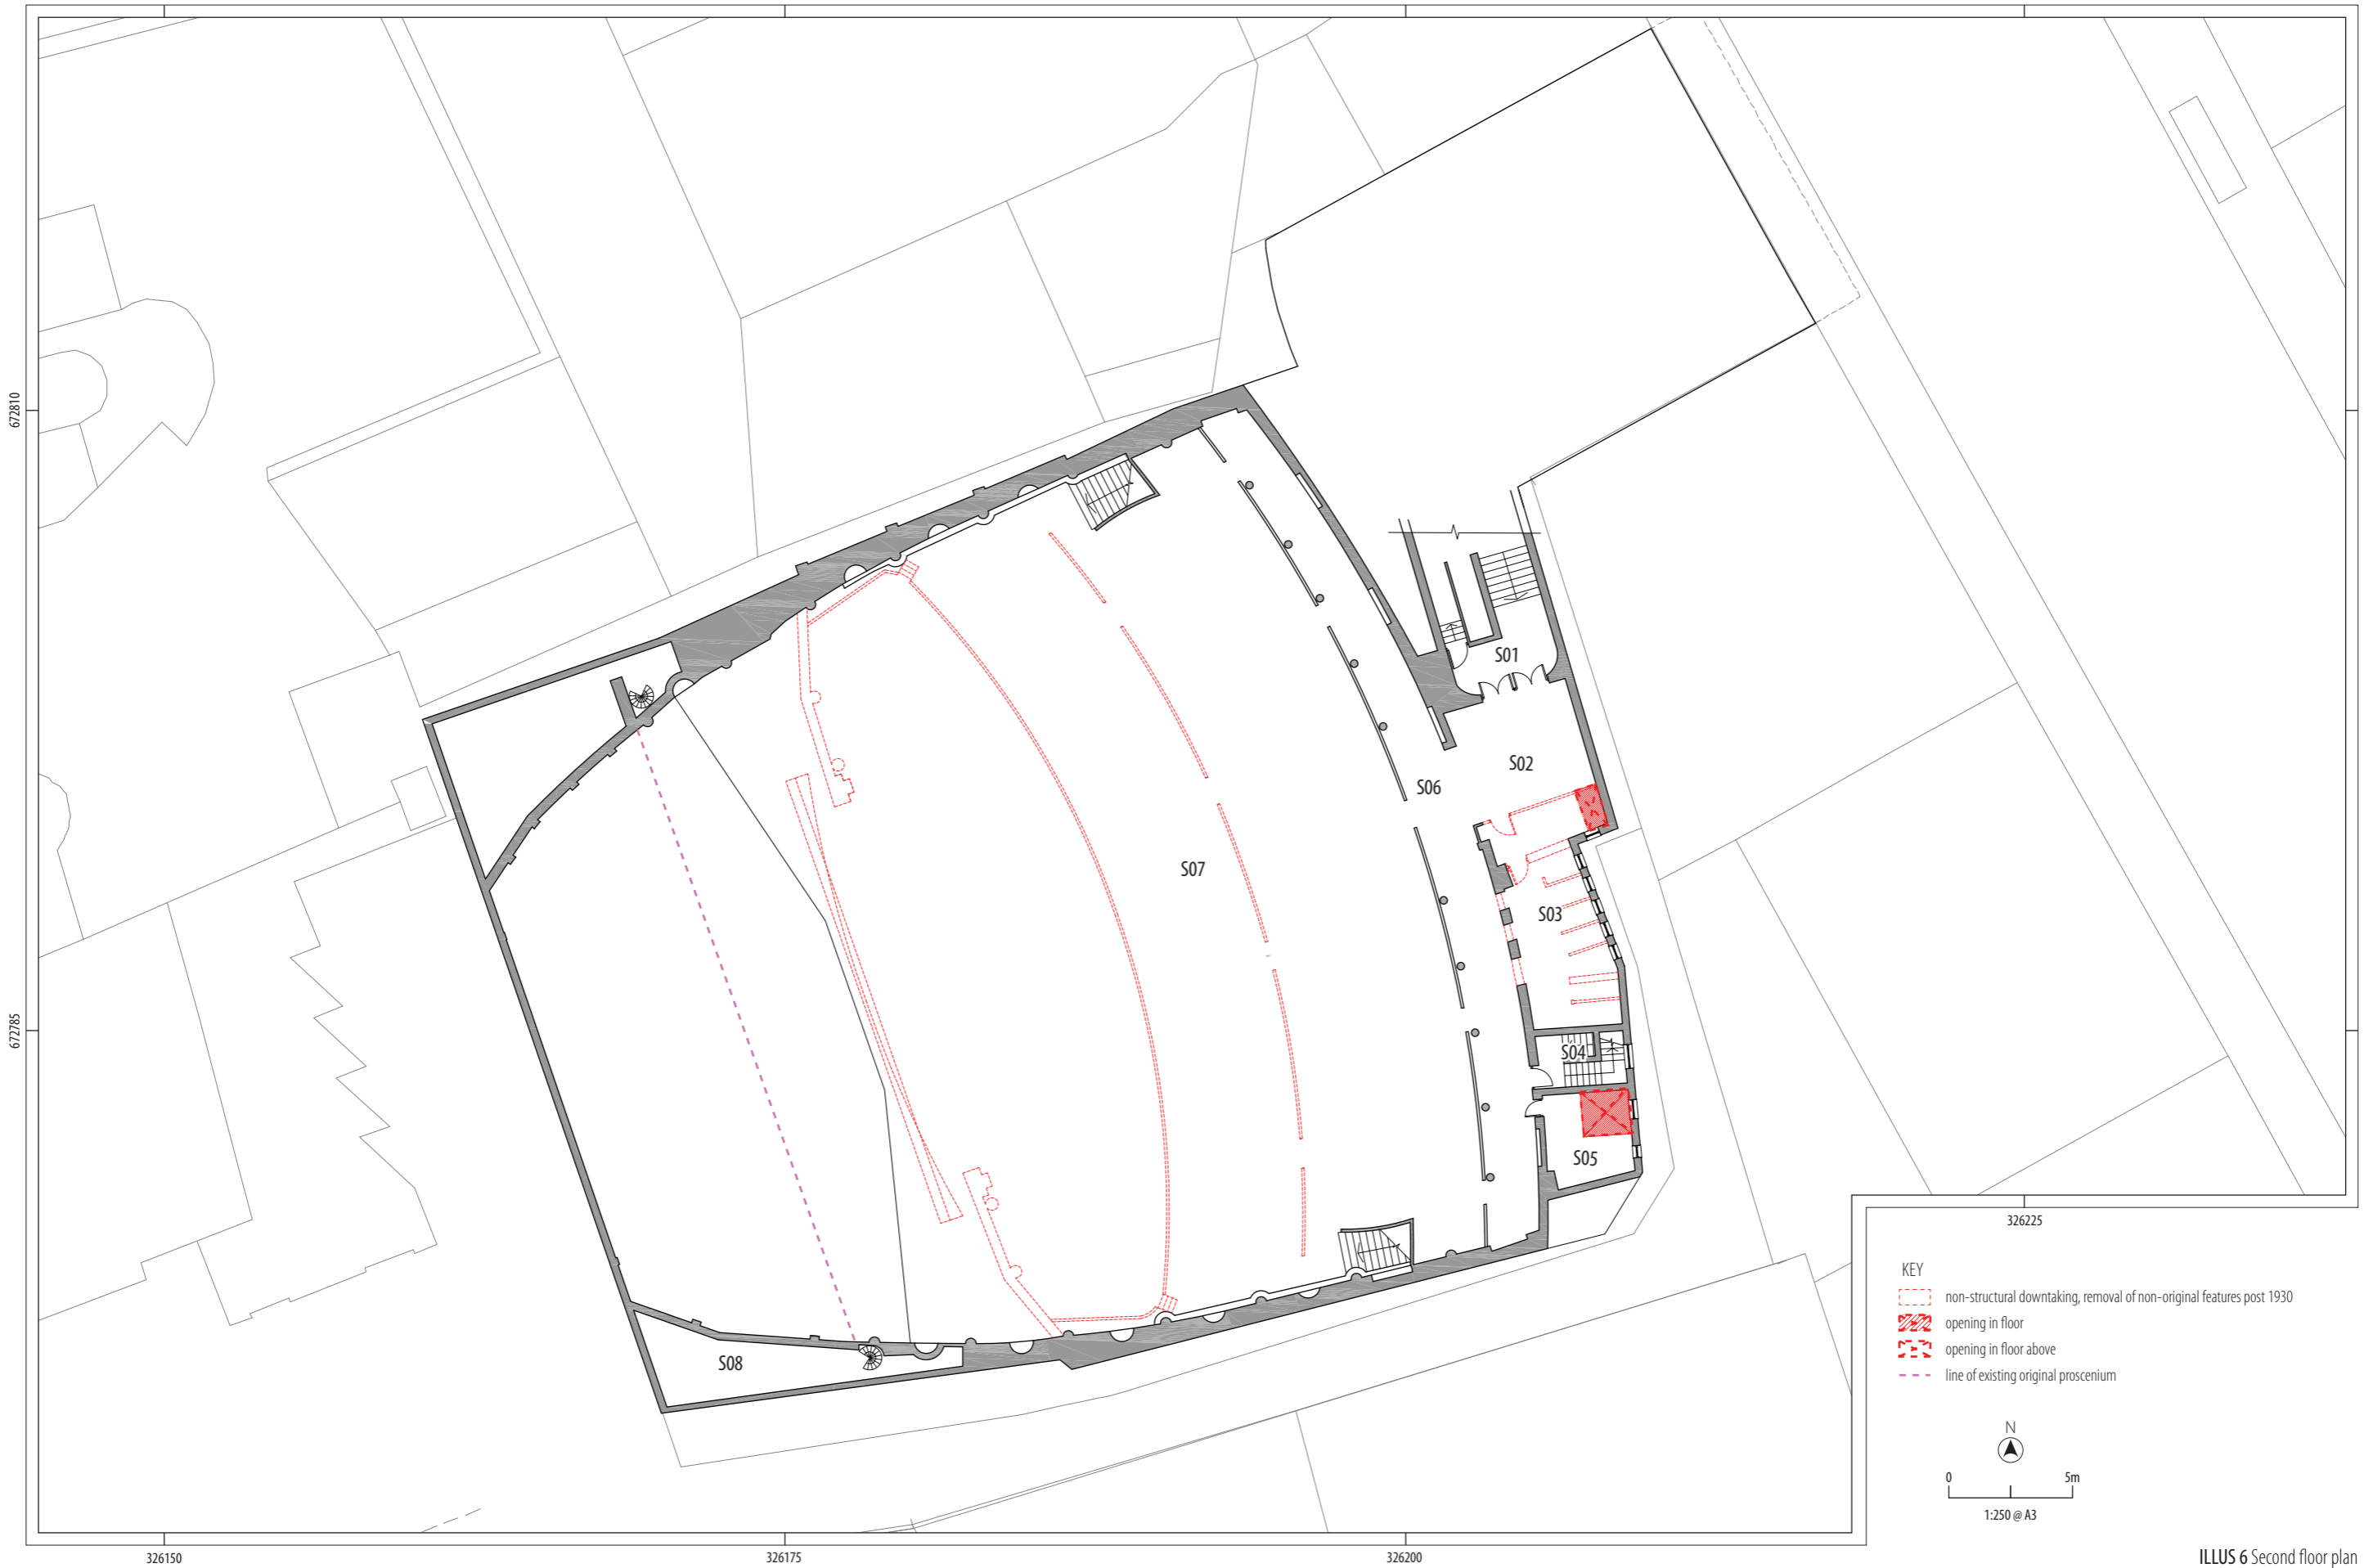 672810
672785
S01
S02
S06
S07
S03
S04
S05
S08
326225
KEY
non-structural downtaking, removal of non-original features post 1930
opening in floor
opening in floor above
line of existing original proscenium
N
0 5m
1:250 @ A3
326150 326175 326200
ILLUS 6 Second floor plan